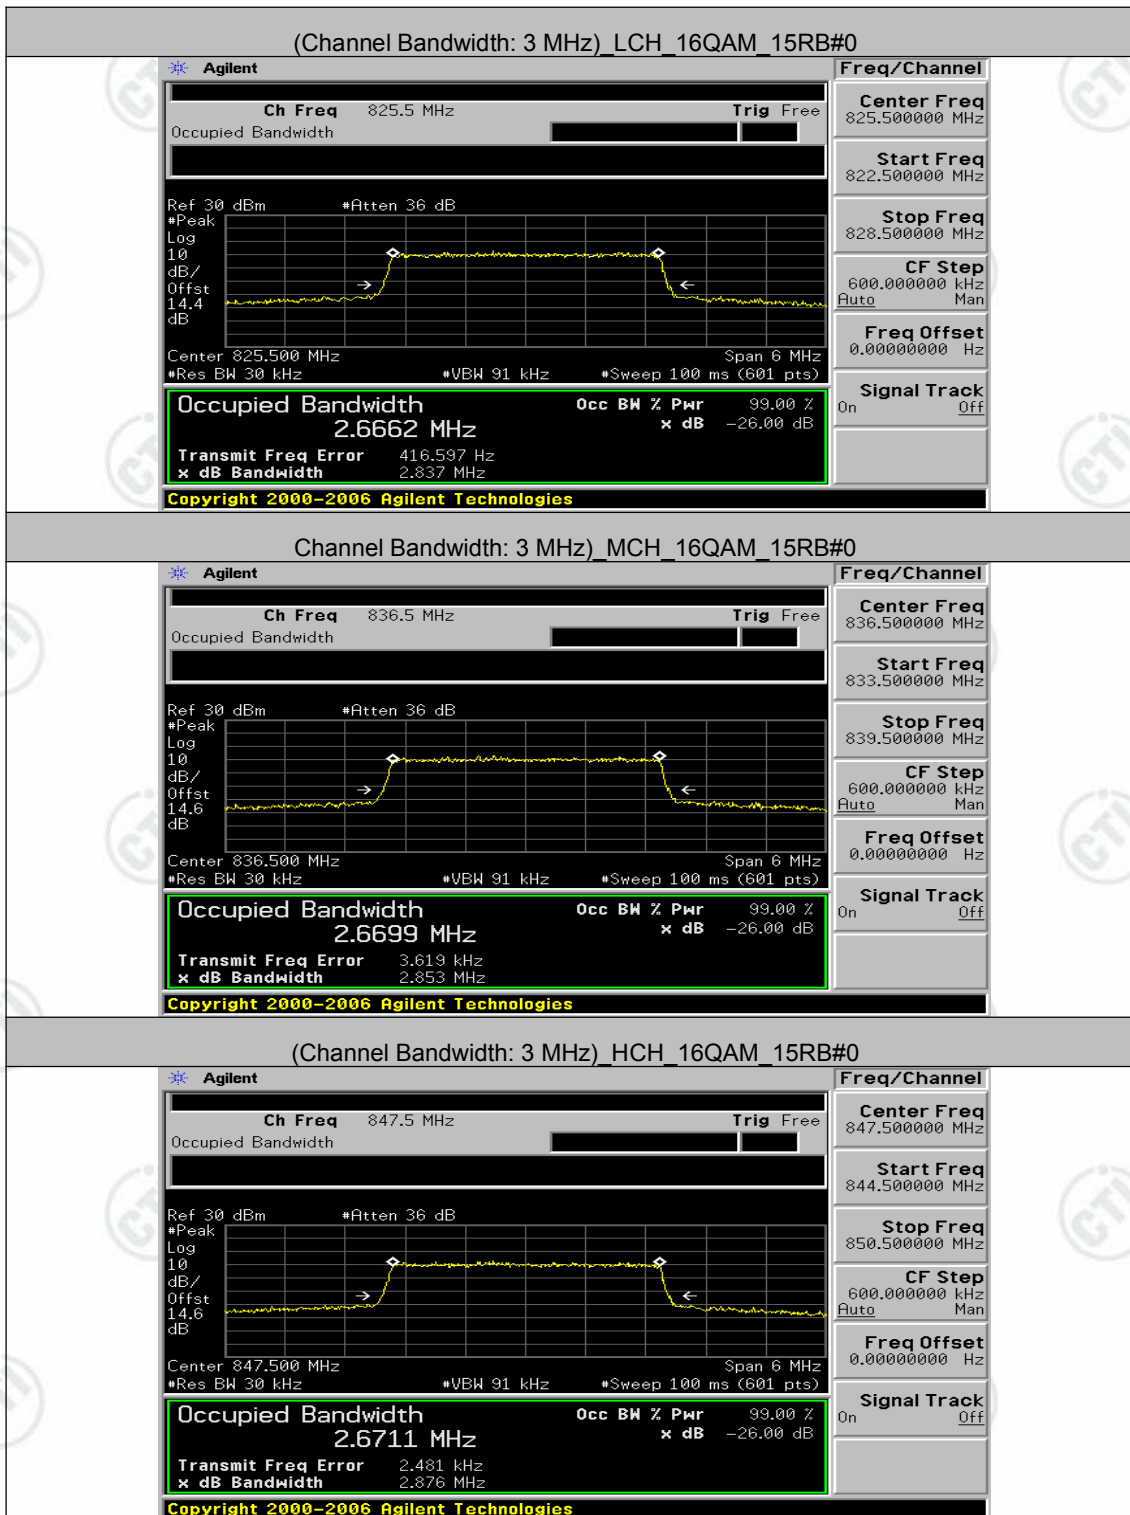 (Channel Bandwidth: 3 MHz)_LCH_16QAM_15RB#0
Agilent
Freq/Channel
Ch Freq 825.5 MHz Trig Free
Occupied Bandwidth
Center Freq
825.500000 MHz
Start Freq
822.500000 MHz
Stop Freq
828.500000 MHz
CF Step
600.000000 kHz
Auto Man
Freq Offset
0.00000000 Hz
Signal Track
On Off
Ref 30 dBm #Atten 36 dB
#Peak
Log
10
dB/
Offst
14.4
dB
Center 825.500 MHz Span 6 MHz
#Res BW 30 kHz #VBW 91 kHz #Sweep 100 ms (601 pts)
Occupied Bandwidth Occ BW % Pwr 99.00 %
2.6662 MHz x dB -26.00 dB
Transmit Freq Error 416.597 Hz
x dB Bandwidth 2.837 MHz
Copyright 2000-2006 Agilent Technologies
Channel Bandwidth: 3 MHz)_MCH_16QAM_15RB#0
Agilent
Freq/Channel
Ch Freq 836.5 MHz Trig Free
Occupied Bandwidth
Center Freq
836.500000 MHz
Start Freq
833.500000 MHz
Stop Freq
839.500000 MHz
CF Step
600.000000 kHz
Auto Man
Freq Offset
0.00000000 Hz
Signal Track
On Off
Ref 30 dBm #Atten 36 dB
#Peak
Log
10
dB/
Offst
14.6
dB
Center 836.500 MHz Span 6 MHz
#Res BW 30 kHz #VBW 91 kHz #Sweep 100 ms (601 pts)
Occupied Bandwidth Occ BW % Pwr 99.00 %
2.6699 MHz x dB -26.00 dB
Transmit Freq Error 3.619 kHz
x dB Bandwidth 2.853 MHz
Copyright 2000-2006 Agilent Technologies
(Channel Bandwidth: 3 MHz)_HCH_16QAM_15RB#0
Agilent
Freq/Channel
Ch Freq 847.5 MHz Trig Free
Occupied Bandwidth
Center Freq
847.500000 MHz
Start Freq
844.500000 MHz
Stop Freq
850.500000 MHz
CF Step
600.000000 kHz
Auto Man
Freq Offset
0.00000000 Hz
Signal Track
On Off
Ref 30 dBm #Atten 36 dB
#Peak
Log
10
dB/
Offst
14.6
dB
Center 847.500 MHz Span 6 MHz
#Res BW 30 kHz #VBW 91 kHz #Sweep 100 ms (601 pts)
Occupied Bandwidth Occ BW % Pwr 99.00 %
2.6711 MHz x dB -26.00 dB
Transmit Freq Error 2.481 kHz
x dB Bandwidth 2.876 MHz
Copyright 2000-2006 Agilent Technologies
CTI
CTI
CTI
CTI
CTI
CTI
CTI